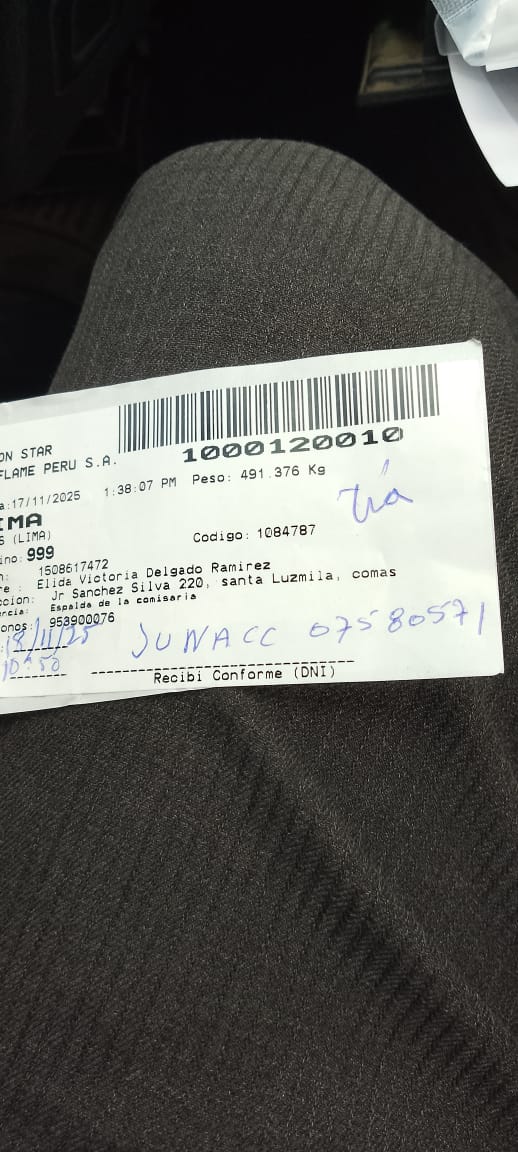 1000120010
ON STAR
FLAME PERU S.A.
a:17/11/2025 1:38:07 PM Peso: 491.376 Kg
IMA
Tía
S (LIMA) Codigo: 1084787
ino: 999
n: 1508617472
re : Elida Victoria Delgado Ramirez
ccion: Jr Sanchez Silva 220, santa Luzmila, comas
rcia: Espalda de la comisaria
onos: 953900076
18/11/25 07580571
10:50
Recibi Conforme (DNI)